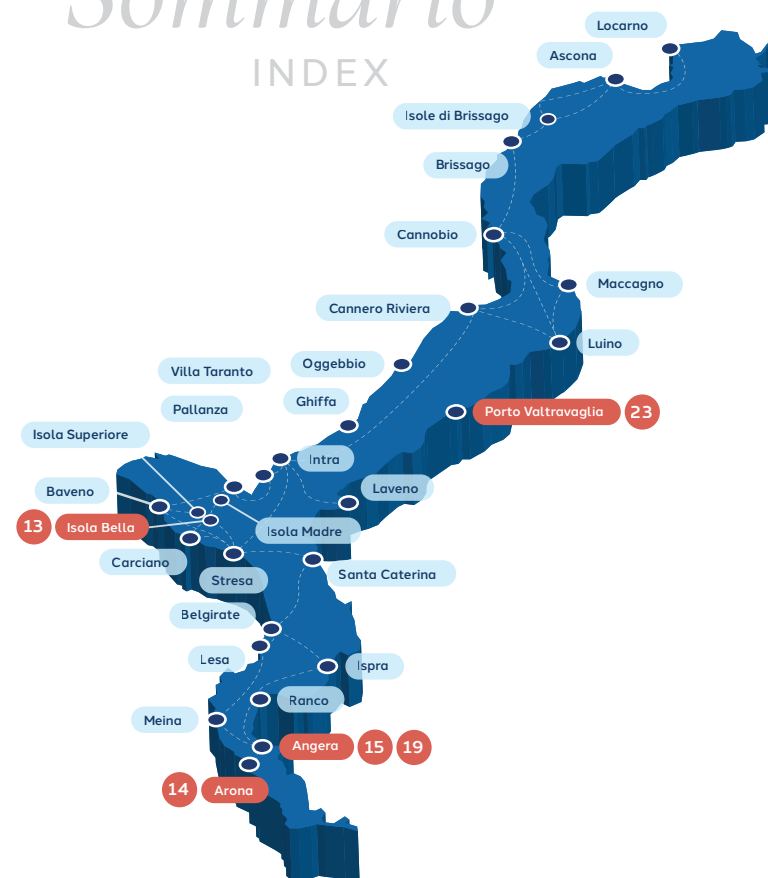 Sommario
INDEX
Locarno
Ascona
Isole di Brissago
Brissago
Cannobio
Maccagno
Cannero Riviera
Luino
Oggebbio
Villa Taranto
Ghiffa
Pallanza
Porto Valtravaglia 23
Isola Superiore
Intra
Laveno
Baveno
13 Isola Bella
Isola Madre
Carciano
Santa Caterina
Stresa
Belgirate
Lesa
Ispra
Ranco
Meina
Angera 15 19
14 Arona